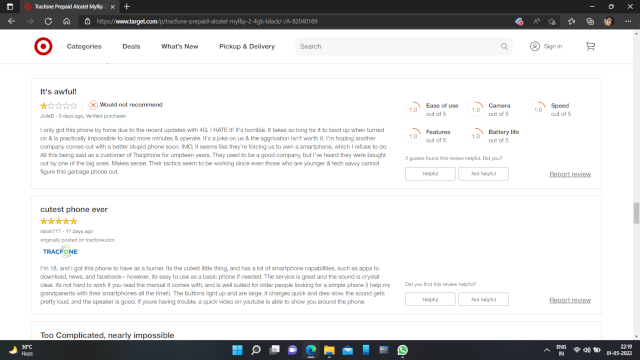 Tracfone Prepaid Alcatel Myflip
https://www.target.com/p/tracfone-prepaid-alcatel-myflip-2-4gb-black/-/A-82040169
Categories Deals What's New Pickup & Delivery Search Sign in
It's awful!
Would not recommend
JulieB - 8 days ago, Verified purchaser
I only got this phone by force due to the recent updates with 4G. I HATE it! It's horrible. It takes so long for it to boot up when turned
on & is practically impossible to load more minutes & operate. It's a joke on us & the aggrivation isn't worth it. I'm hoping another
company comes out with a better stupid phone soon. IMO, it seems like they're forcing us to own a smartphone, which I refuse to do.
All this being said as a customer of Tracphone for umpteen years. They used to be a good company, but I've heard they were bought
out by one of the big ones. Makes sense. Their tactics seem to be working since even those who are younger & tech savvy cannot
figure this garbage phone out.
1.0 Ease of use out of 5
1.0 Camera out of 5
1.0 Speed out of 5
1.0 Features out of 5
1.0 Battery life out of 5
2 guests found this review helpful. Did you?
Helpful Not helpful Report review
cutest phone ever
sarah717 - 17 days ago
originally posted on tracfone.com
TRACFONE
I'm 18, and i got this phone to have as a burner. Its the cutest little thing, and has a lot of smartphone capabilities, such as apps to
download, news, and facebook-- however, its easy to use as a basic phone if needed. The service is great and the sound is crystal
clear. its not hard to work if you read the manual it comes with, and is well suited for older people looking for a simple phone (i help my
grandparents with their smartphones all the time!). The buttons light up and are large. it charges quick and dies slow. the sound gets
pretty loud, and the speaker is good. If youre having trouble, a quick video on youtube is able to show you around the phone.
Did you find this review helpful?
Helpful Not helpful Report review
Too Complicated, nearly impossible
30°C
Haze
ENG
IN
22:19
01-05-2022